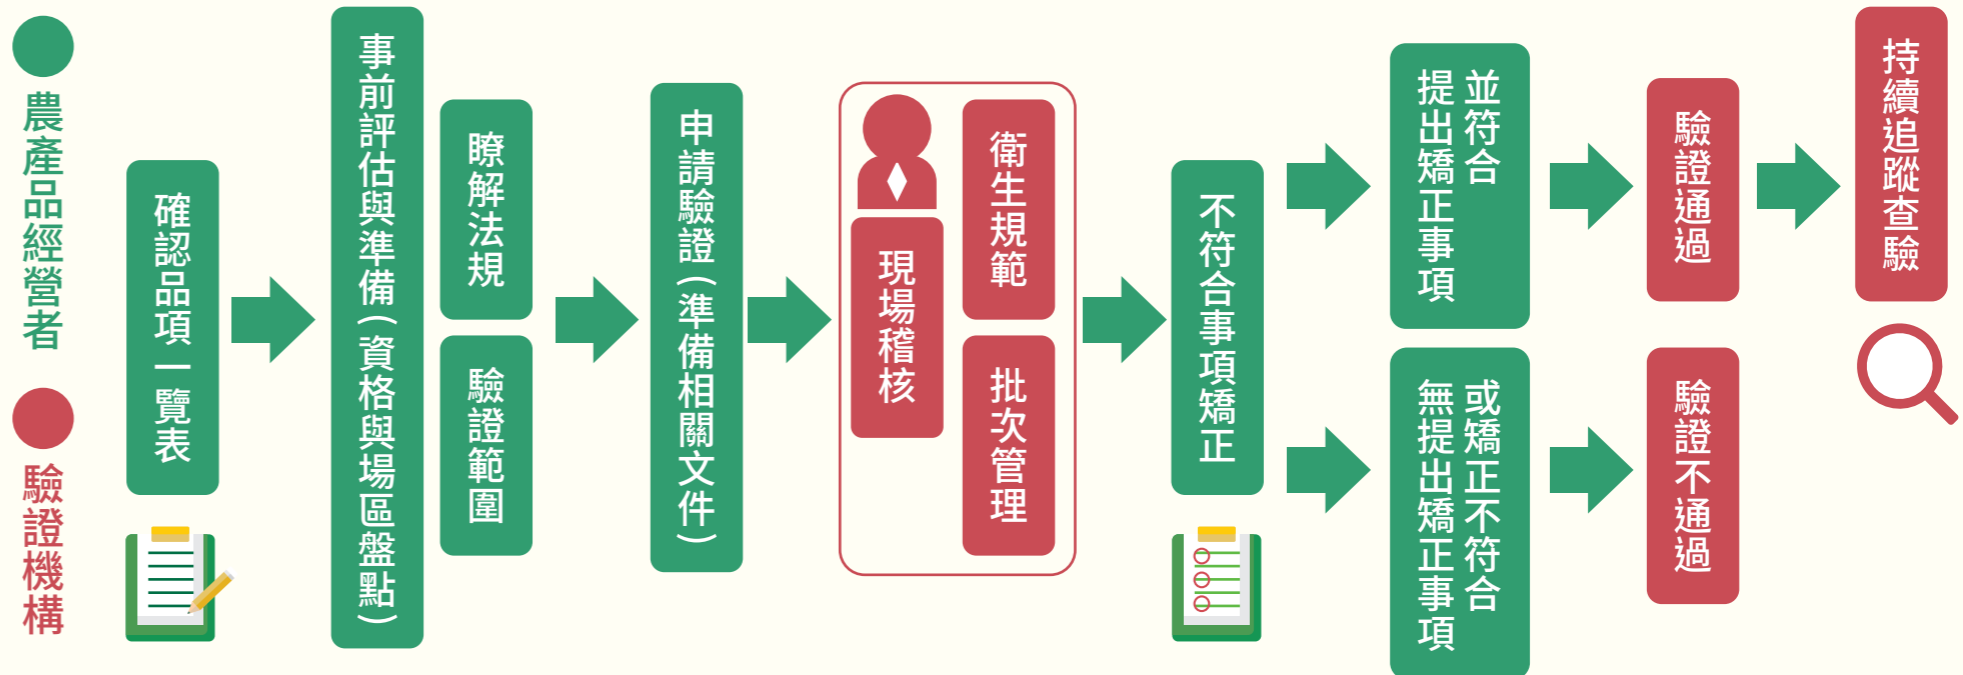 農產品經營者
驗證機構
確認品項一覽表
事前評估與準備(資格與場區盤點)
瞭解法規
驗證範圍
申請驗證(準備相關文件)
現場稽核
衛生規範
批次管理
不符合事項矯正
提出矯正事項
並符合
無提出矯正事項
或矯正不符合
驗證通過
驗證不通過
持續追蹤查驗